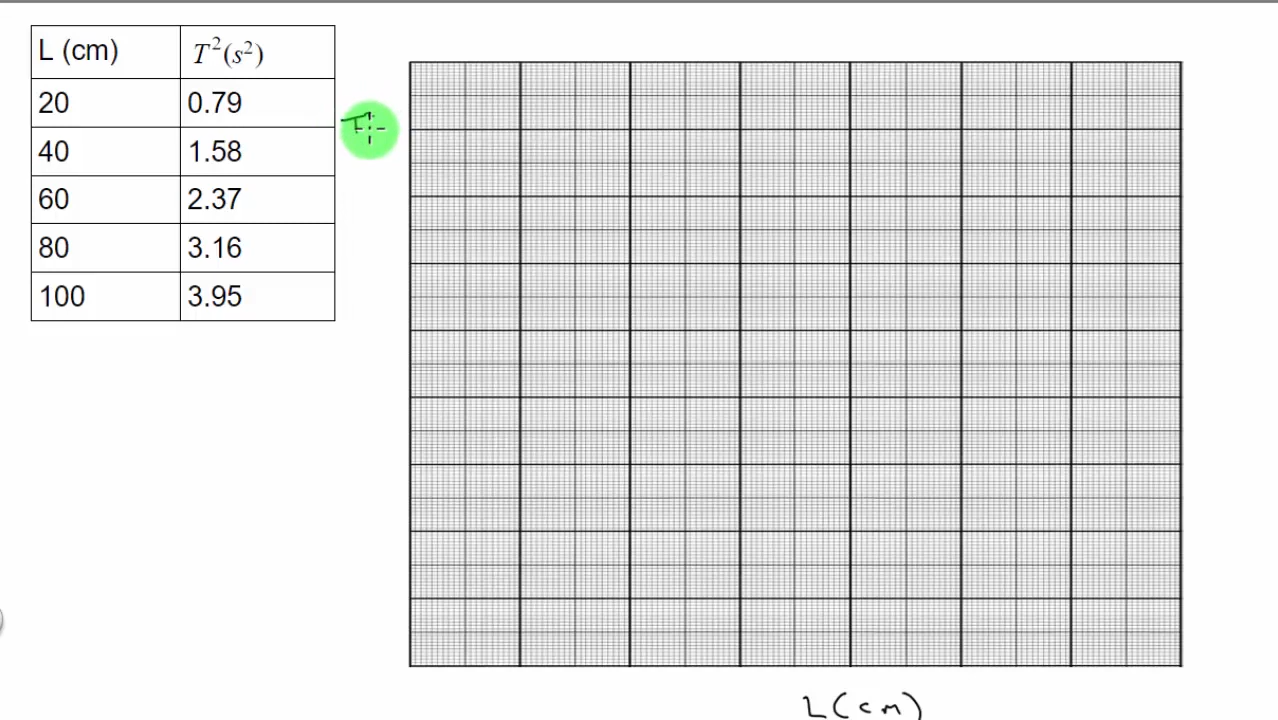 L (cm) T²(s²)
20 0.79
40 1.58
60 2.37
80 3.16
100 3.95
T
L(cm)